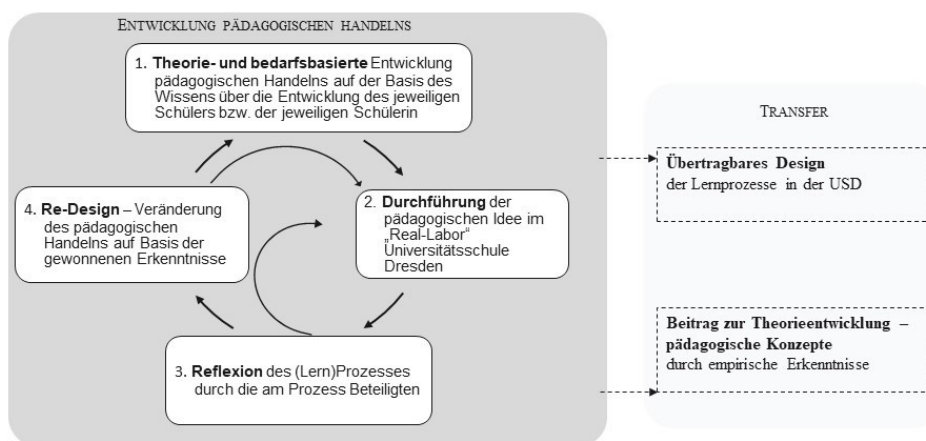 ENTWICKLUNG PÄDAGOGISCHEN HANDELNS
1. Theorie- und bedarfsbasierte Entwicklung
pädagogischen Handelns auf der Basis des
Wissens über die Entwicklung des jeweiligen
Schülers bzw. der jeweiligen Schülerin
4. Re-Design – Veränderung
des pädagogischen
Handelns auf Basis der
gewonnenen Erkenntnisse
2. Durchführung der
pädagogischen Idee im
„Real-Labor“
Universitätsschule
Dresden
3. Reflexion des (Lern)Prozesses
durch die am Prozess Beteiligten
TRANSFER
Übertragbares Design
der Lernprozesse in der USD
Beitrag zur Theorieentwicklung –
pädagogische Konzepte
durch empirische Erkenntnisse